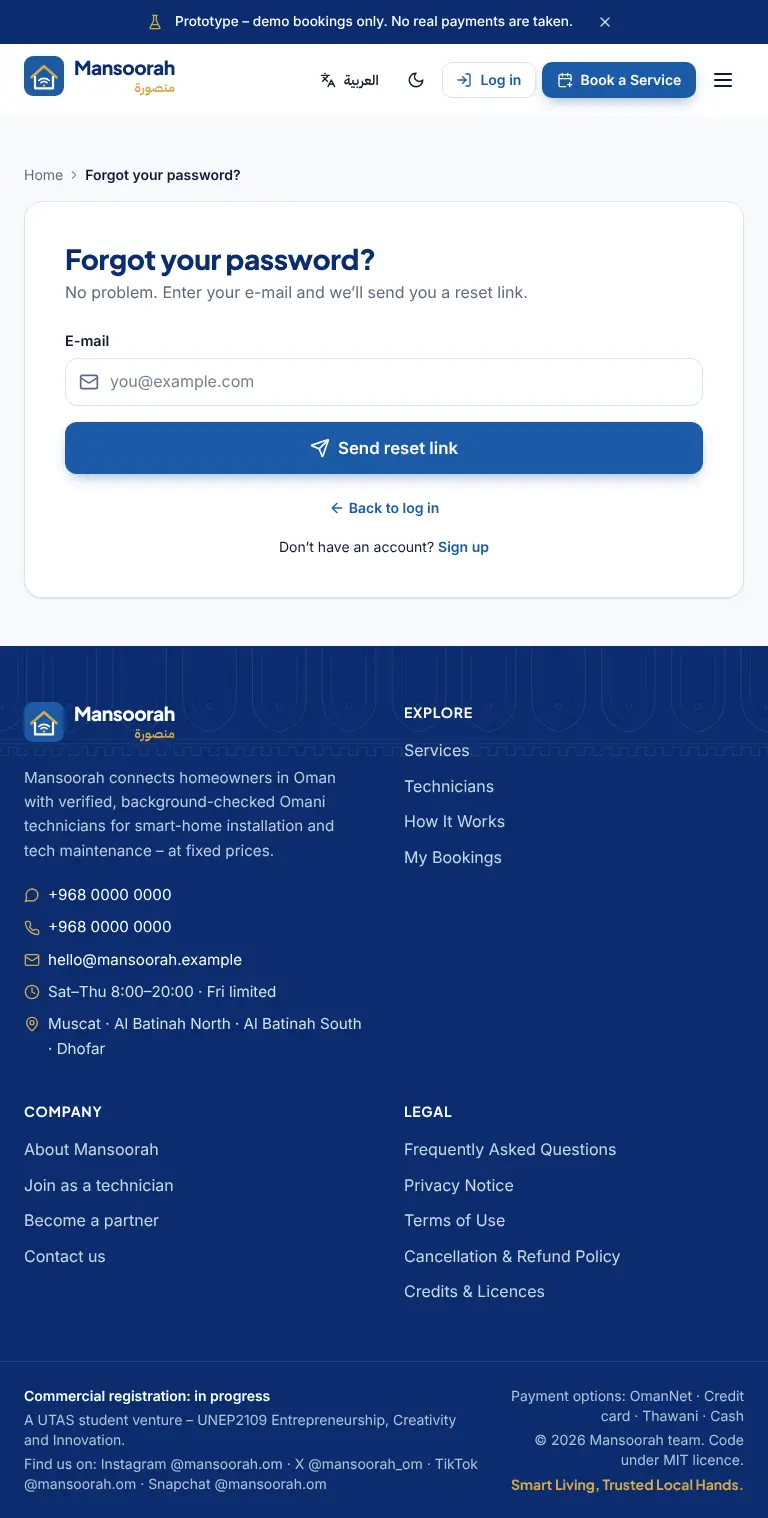 Prototype – demo bookings only. No real payments are taken.
Mansoorah
منصورة
العربية
Log in
Book a Service
Home
Forgot your password?
Forgot your password?
No problem. Enter your e-mail and we’ll send you a reset link.
E-mail
you@example.com
Send reset link
Back to log in
Don’t have an account? Sign up
Mansoorah
منصورة
Mansoorah connects homeowners in Oman
with verified, background-checked Omani
technicians for smart-home installation and
tech maintenance – at fixed prices.
+968 0000 0000
+968 0000 0000
hello@mansoorah.example
Sat–Thu 8:00–20:00 · Fri limited
Muscat · Al Batinah North · Al Batinah South
· Dhofar
EXPLORE
Services
Technicians
How It Works
My Bookings
COMPANY
About Mansoorah
Join as a technician
Become a partner
Contact us
LEGAL
Frequently Asked Questions
Privacy Notice
Terms of Use
Cancellation & Refund Policy
Credits & Licences
Commercial registration: in progress
A UTAS student venture – UNEP2109 Entrepreneurship, Creativity
and Innovation.
Find us on: Instagram @mansoorah.om · X @mansoorah_om · TikTok
@mansoorah.om · Snapchat @mansoorah.om
Payment options: OmanNet · Credit
card · Thawani · Cash
© 2026 Mansoorah team. Code
under MIT licence.
Smart Living, Trusted Local Hands.